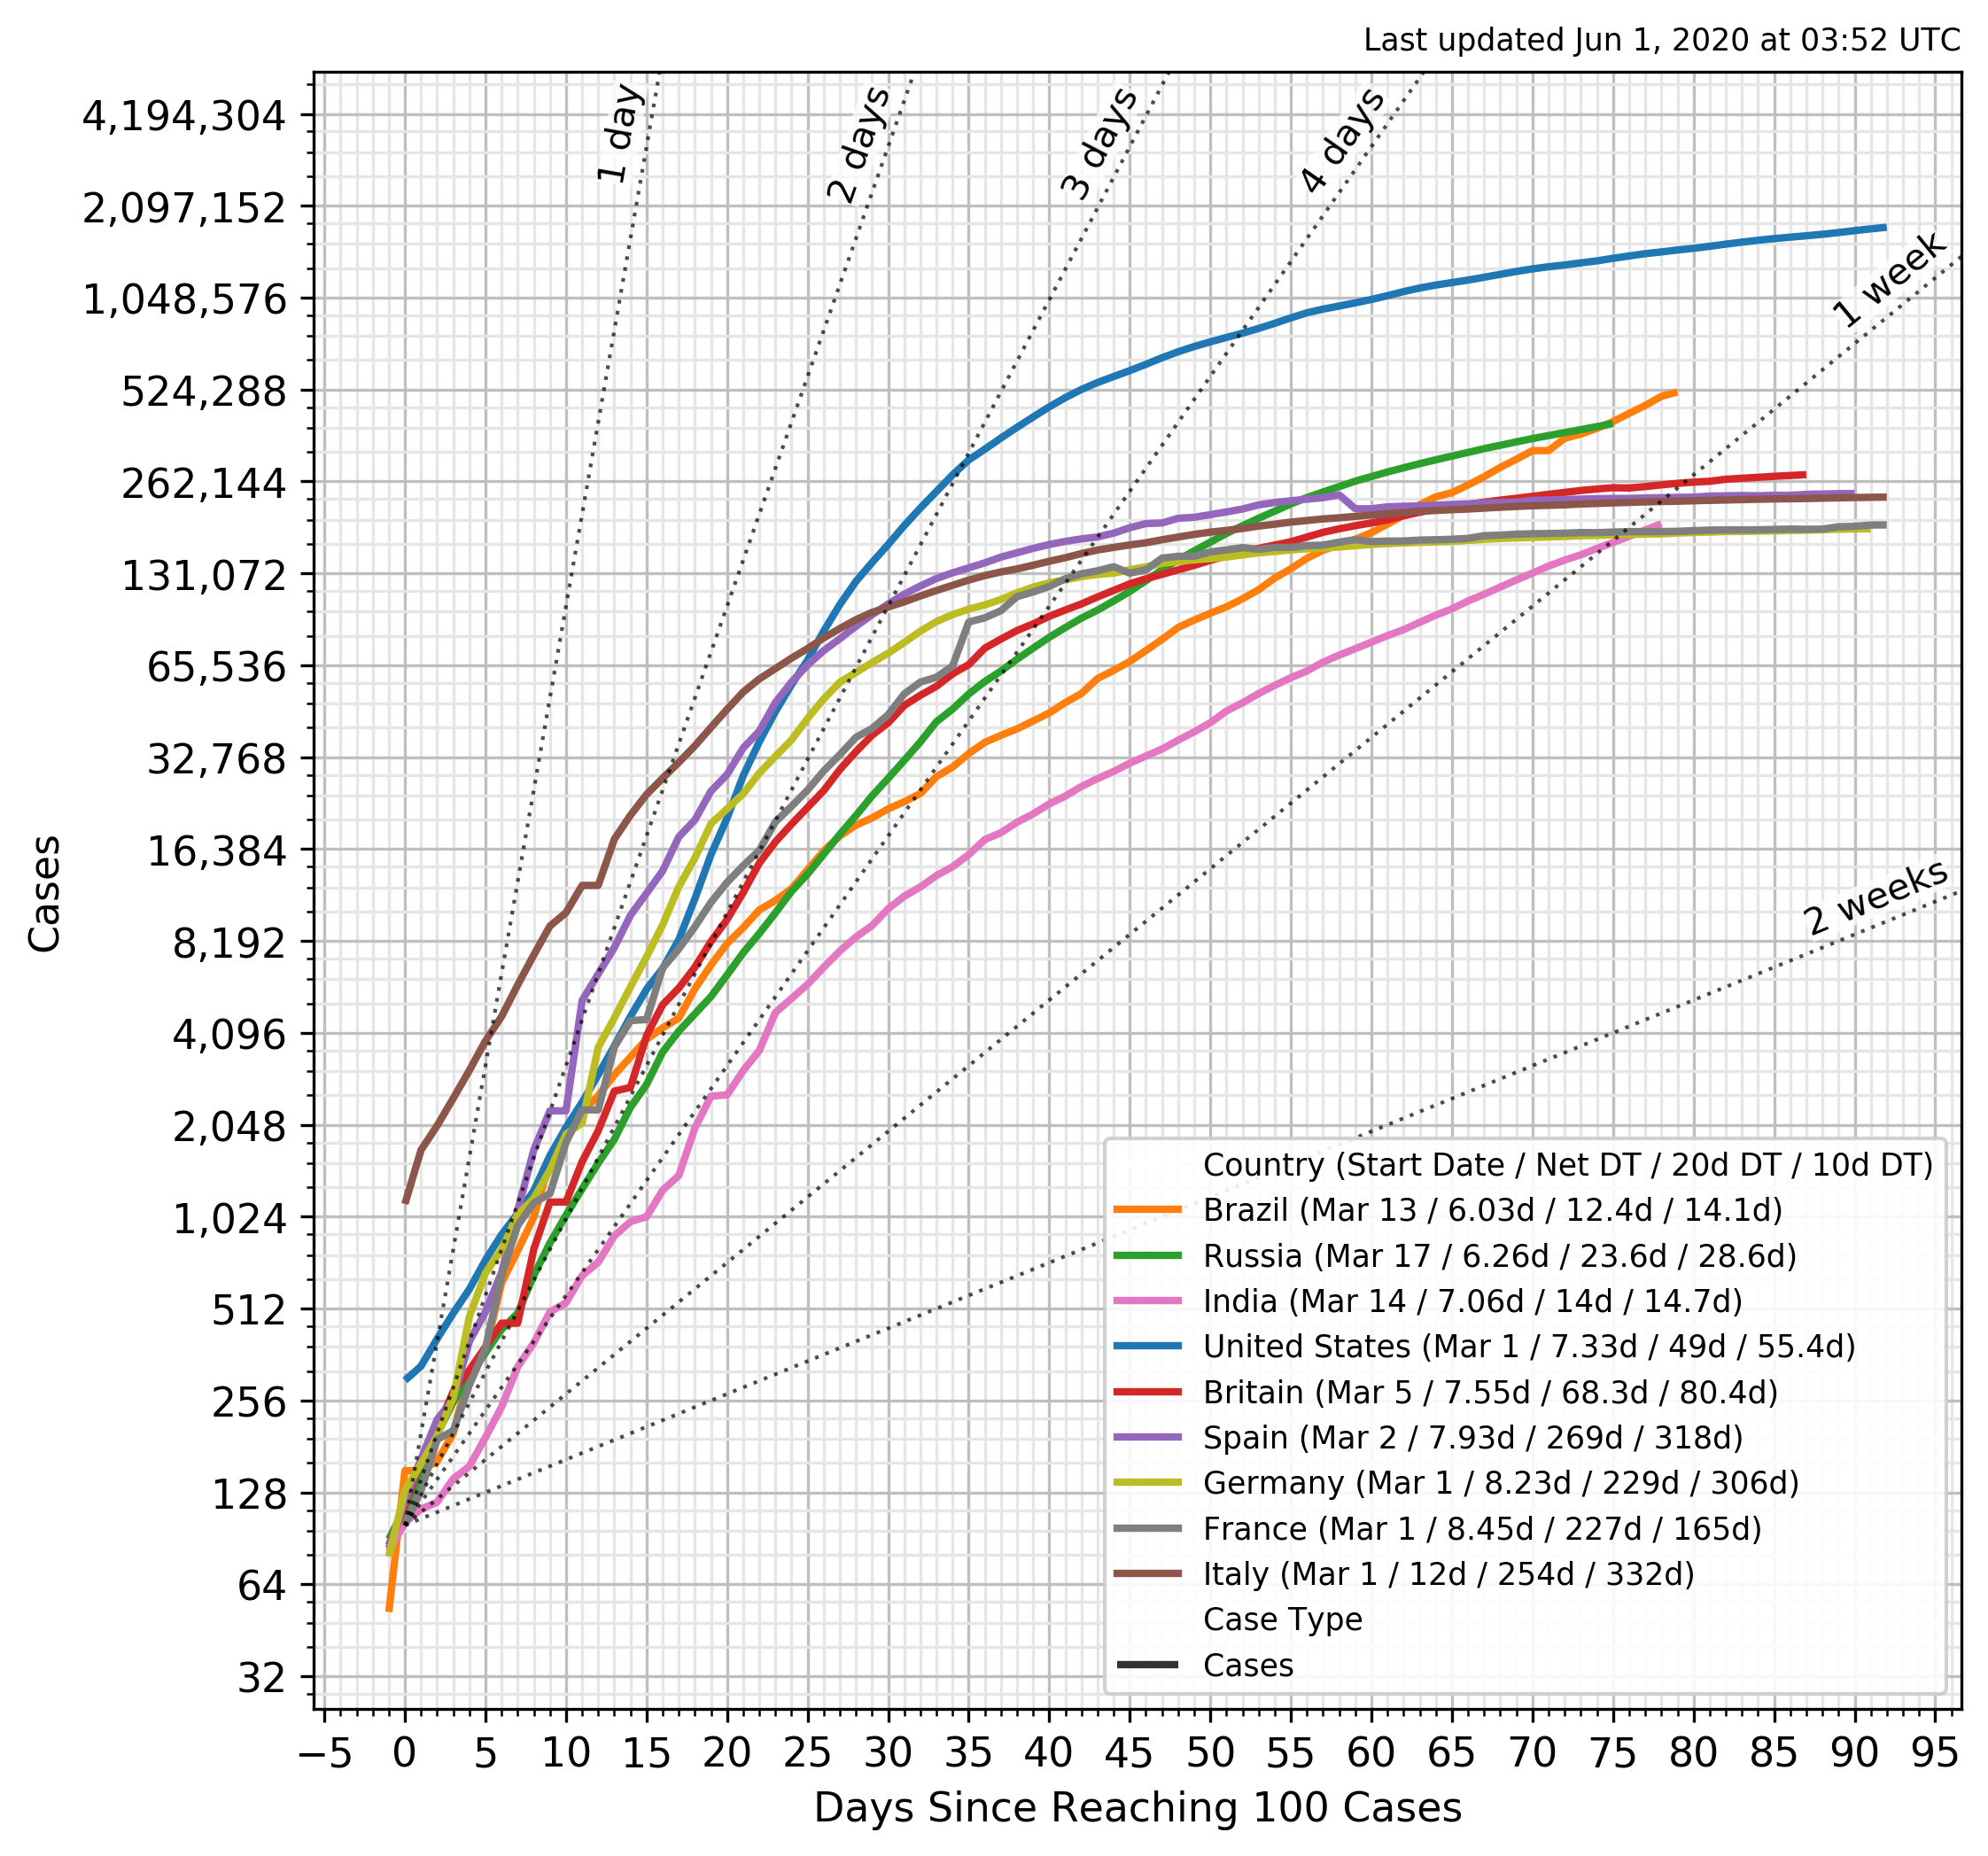 Last updated Jun 1, 2020 at 03:52 UTC
4,194,304
2,097,152
1,048,576
524,288
262,144
131,072
65,536
32,768
16,384
8,192
4,096
2,048
1,024
512
256
128
64
32
Cases
1 day
2 days
3 days
4 days
1 week
2 weeks
Country (Start Date / Net DT / 20d DT / 10d DT)
Brazil (Mar 13 / 6.03d / 12.4d / 14.1d)
Russia (Mar 17 / 6.26d / 23.6d / 28.6d)
India (Mar 14 / 7.06d / 14d / 14.7d)
United States (Mar 1 / 7.33d / 49d / 55.4d)
Britain (Mar 5 / 7.55d / 68.3d / 80.4d)
Spain (Mar 2 / 7.93d / 269d / 318d)
Germany (Mar 1 / 8.23d / 229d / 306d)
France (Mar 1 / 8.45d / 227d / 165d)
Italy (Mar 1 / 12d / 254d / 332d)
Case Type
Cases
−5 0 5 10 15 20 25 30 35 40 45 50 55 60 65 70 75 80 85 90 95
Days Since Reaching 100 Cases